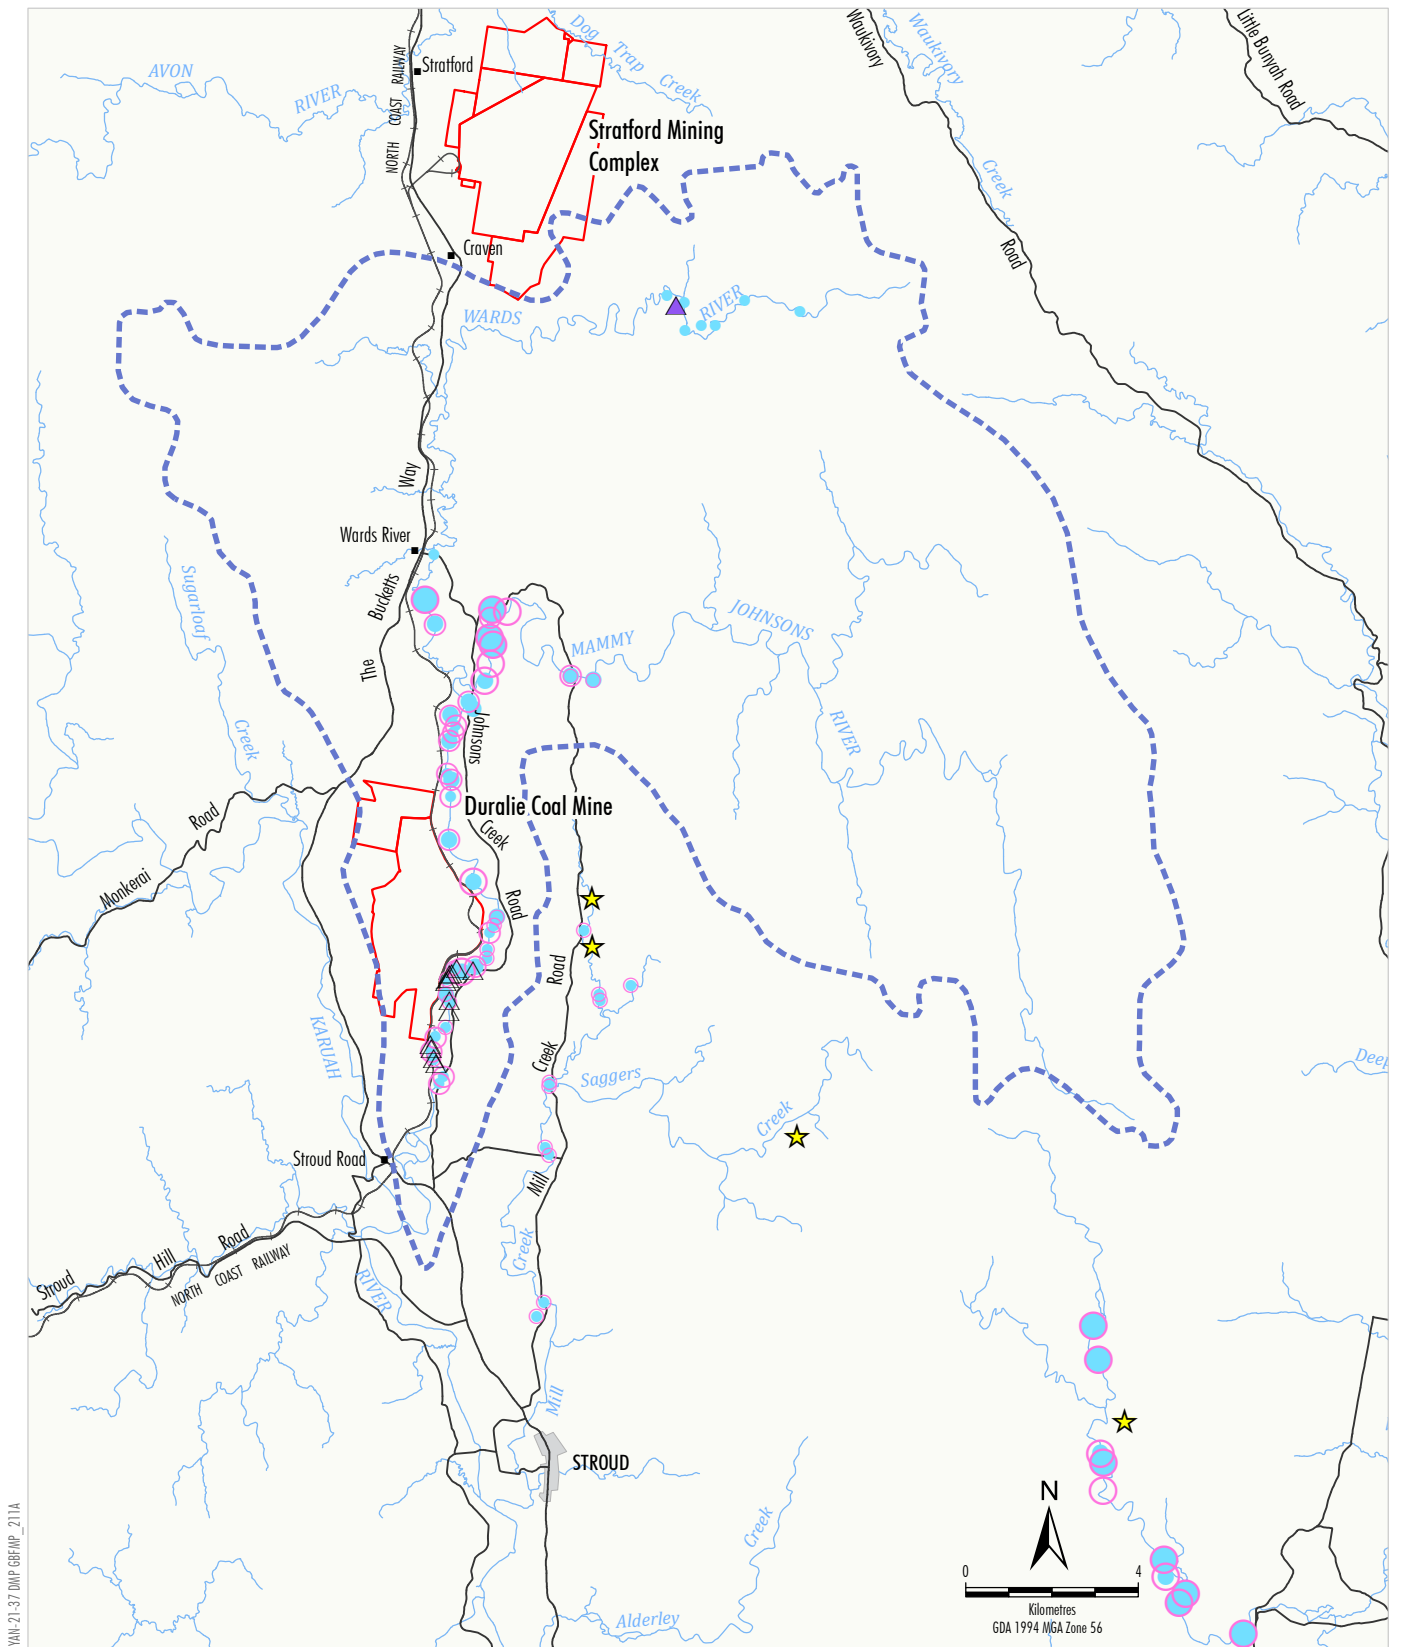 Dog Trap Creek
Waukivory
Waukivory
Creek
Road
Little Bunyah Road
AVON
RIVER
NORTH COAST RAILWAY
Stratford
Stratford Mining
Complex
Craven
WARDS
RIVER
Way
Wards River
Bucketts
The
Sugarloaf
Creek
JOHNSONS
MAMMY
RIVER
Johnsons
Duralie Coal Mine
Creek
Road
Road
Monkerai
Road
Creek
KARUAH
Saggers
Creek
Deep
Stroud Road
Mill
Creek
Road
Hill
Stroud
NORTH COAST RAILWAY
RIVER
Mill
STROUD
Creek
Alderley
N
0 4
Kilometres
GDA 1994 MGA Zone 56
YAN-21-37 DMP GBFMP_211A